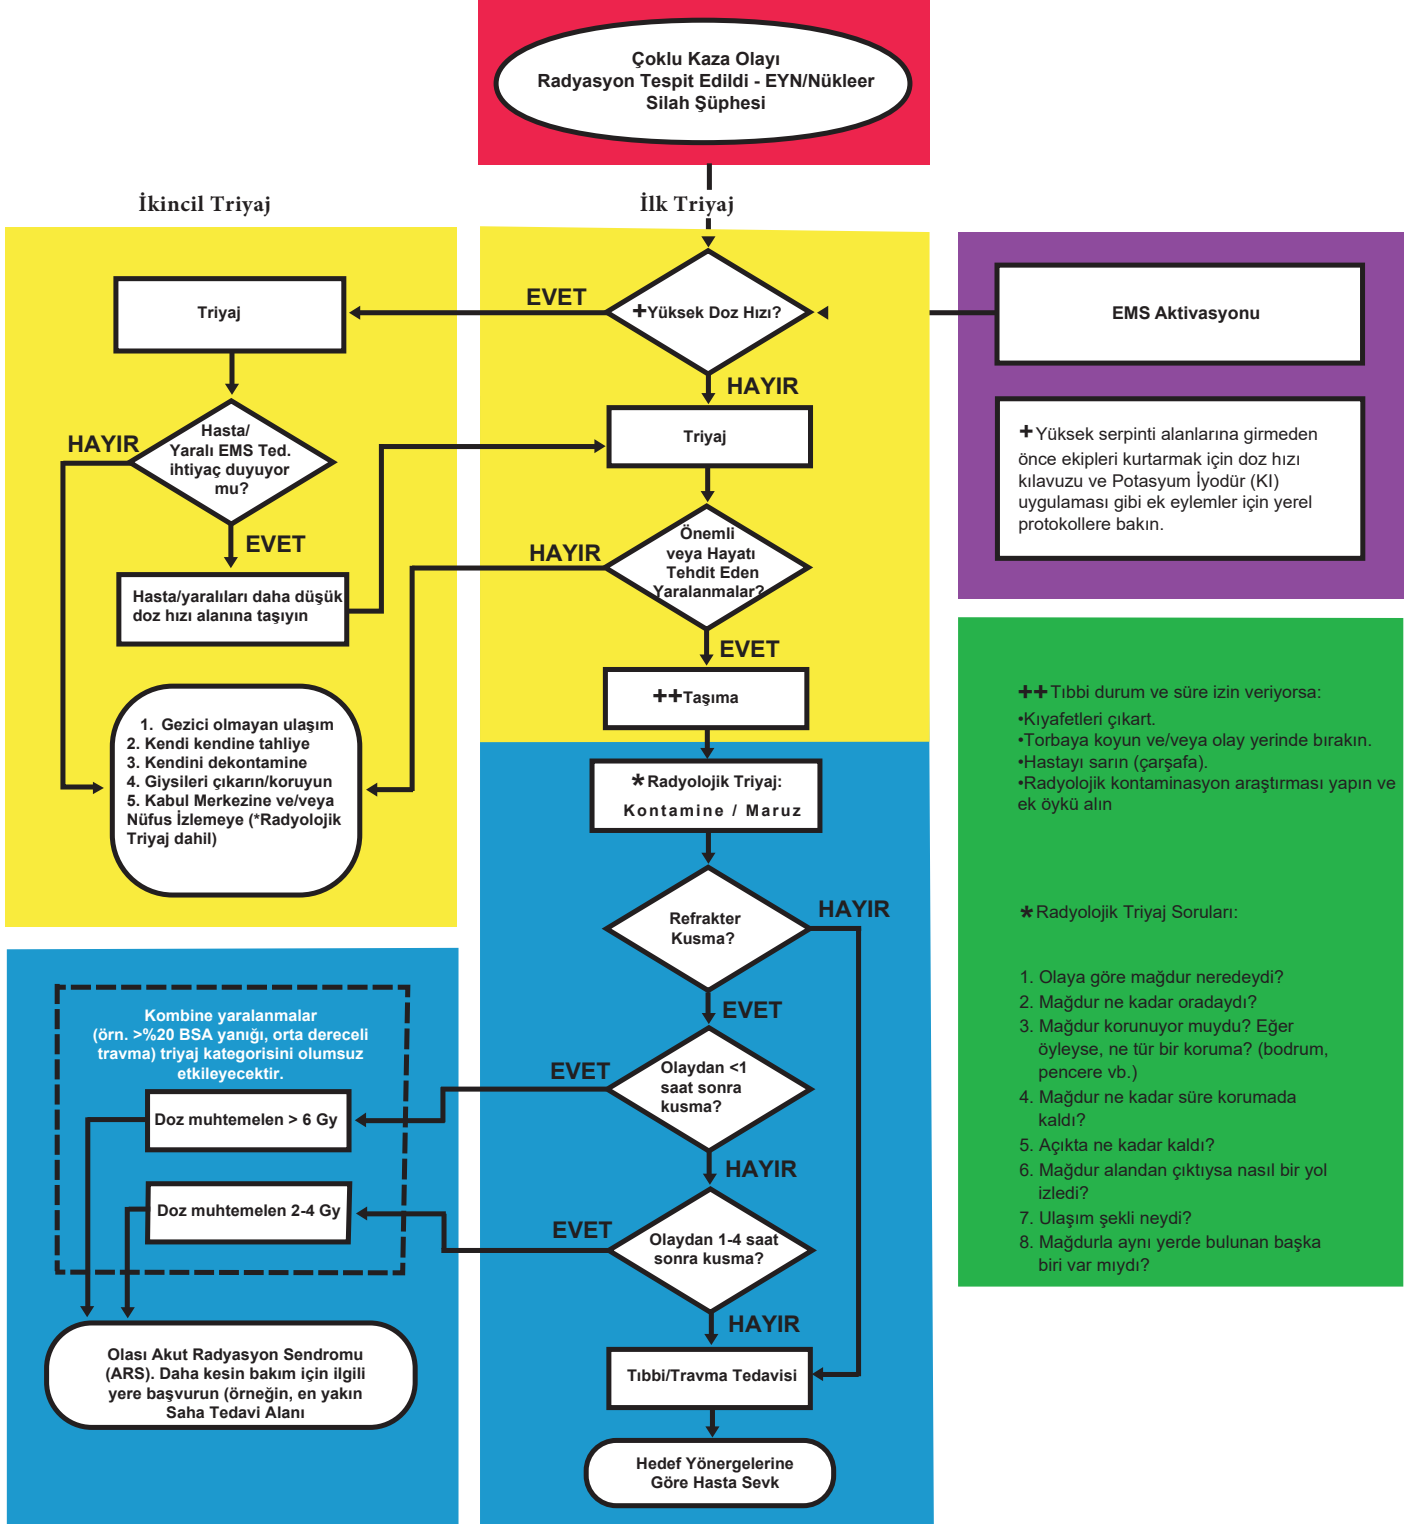 Çoklu Kaza Olayı
Radyasyon Tespit Edildi - EYN/Nükleer
Silah Şüphesi
İkincil Triyaj
İlk Triyaj
Triyaj
EVET
+Yüksek Doz Hızı?
EMS Aktivasyonu
HAYIR
HAYIR
Hasta/
Yaralı EMS Ted.
ihtiyaç duyuyor
mu?
Triyaj
+Yüksek serpinti alanlarına girmeden
önce ekipleri kurtarmak için doz hızı
kılavuzu ve Potasyum İyodür (KI)
uygulaması gibi ek eylemler için yerel
protokollere bakın.
EVET
HAYIR
Önemli
veya Hayatı
Tehdit Eden
Yaralanmalar?
Hasta/yaralıları daha düşük
doz hızı alanına taşıyın
EVET
++Taşıma
1. Gezici olmayan ulaşım
2. Kendi kendine tahliye
3. Kendini dekontamine
4. Giysileri çıkarın/koruyun
5. Kabul Merkezine ve/veya
Nüfus İzlemeye (*Radyolojik
Triyaj dahil)
++Tıbbi durum ve süre izin veriyorsa:
•Kıyafetleri çıkart.
•Torbaya koyun ve/veya olay yerinde bırakın.
•Hastayı sarın (çarşafa).
•Radyolojik kontaminasyon araştırması yapın ve
ek öykü alın
*Radyolojik Triyaj:
Kontamine / Maruz
Refrakter
Kusma?
HAYIR
EVET
*Radyolojik Triyaj Soruları:
1. Olaya göre mağdur neredeydi?
2. Mağdur ne kadar oradaydı?
3. Mağdur korunuyor muydu? Eğer
öyleyse, ne tür bir koruma? (bodrum,
pencere vb.)
4. Mağdur ne kadar süre korumada
kaldı?
5. Açıkta ne kadar kaldı?
6. Mağdur alandan çıktıysa nasıl bir yol
izledi?
7. Ulaşım şekli neydi?
8. Mağdurla aynı yerde bulunan başka
biri var mıydı?
Kombine yaralanmalar
(örn. >%20 BSA yanığı, orta dereceli
travma) triyaj kategorisini olumsuz
etkileyecektir.
EVET
Olaydan <1
saat sonra
kusma?
Doz muhtemelen > 6 Gy
HAYIR
Doz muhtemelen 2-4 Gy
EVET
Olaydan 1-4 saat
sonra kusma?
HAYIR
Olası Akut Radyasyon Sendromu
(ARS). Daha kesin bakım için ilgili
yere başvurun (örneğin, en yakın
Saha Tedavi Alanı
Tıbbi/Travma Tedavisi
Hedef Yönergelerine
Göre Hasta Sevk